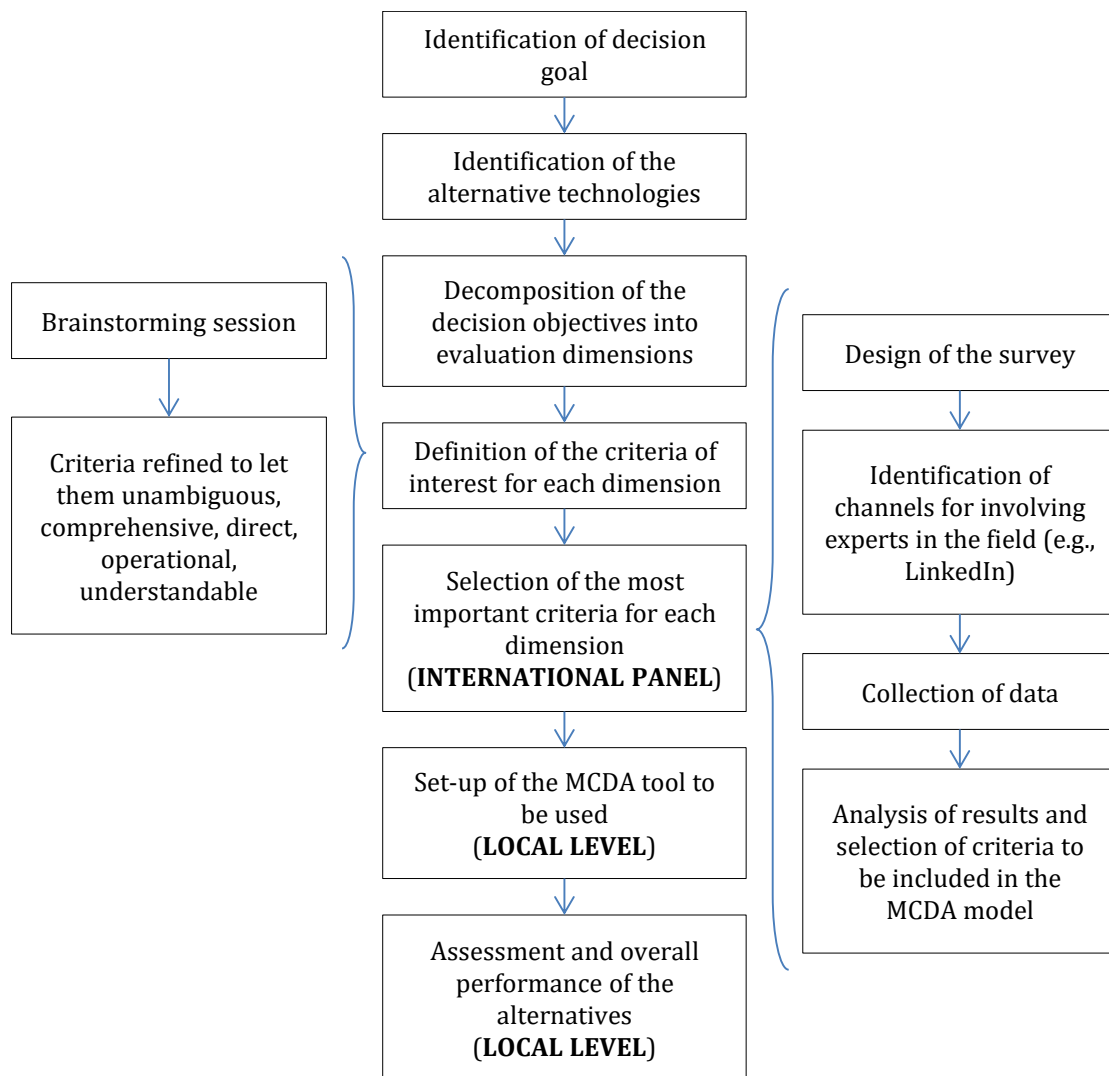 Identification of decision
goal
Identification of the
alternative technologies
Decomposition of the
decision objectives into
evaluation dimensions
Definition of the criteria of
interest for each dimension
Selection of the most
important criteria for each
dimension
(INTERNATIONAL PANEL)
Set-up of the MCDA tool to
be used
(LOCAL LEVEL)
Assessment and overall
performance of the
alternatives
(LOCAL LEVEL)
Brainstorming session
Criteria refined to let
them unambiguous,
comprehensive, direct,
operational,
understandable
Design of the survey
Identification of
channels for involving
experts in the field (e.g.,
LinkedIn)
Collection of data
Analysis of results and
selection of criteria to
be included in the
MCDA model